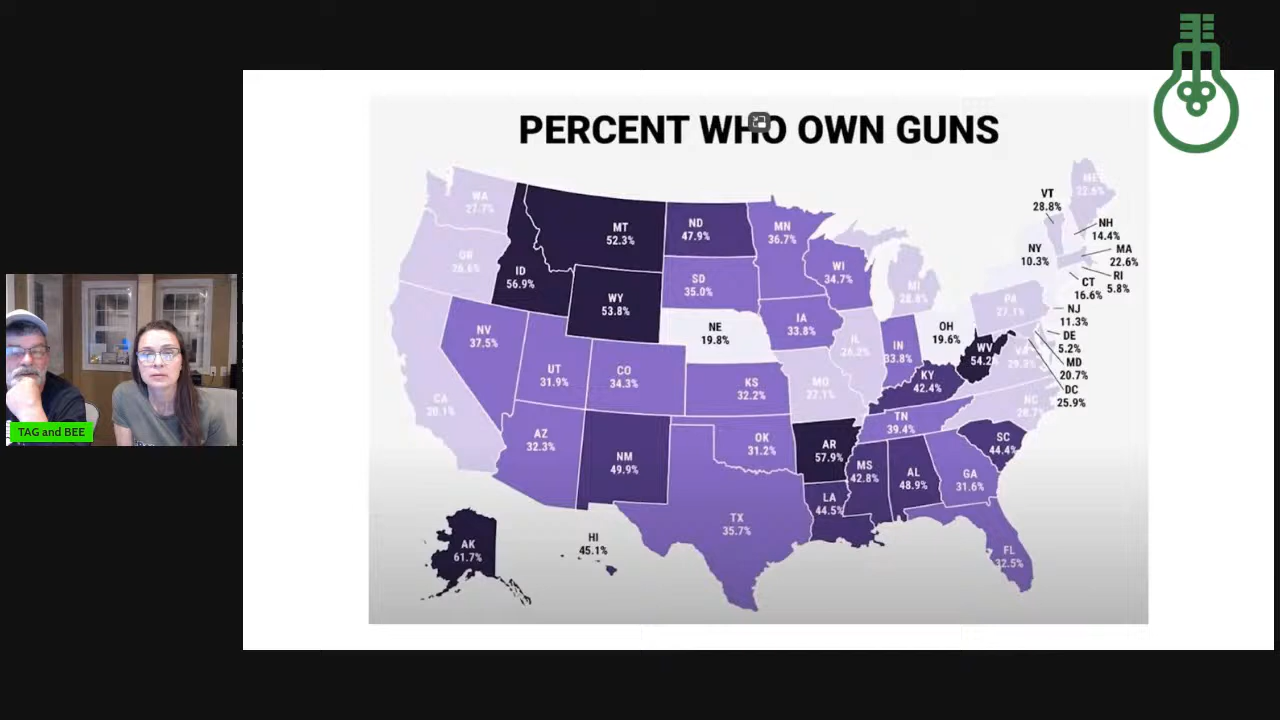 PERCENT WHO OWN GUNS
WA
27.7%
MT
52.3%
ND
47.9%
MN
36.7%
VT
28.8%
ME
22.6%
NH
14.4%
NY
10.3%
MA
22.6%
OR
26.6%
ID
56.9%
WY
53.8%
SD
35.0%
WI
34.7%
MI
28.8%
RI
5.8%
CT
16.6%
PA
27.1%
NJ
11.3%
NV
37.5%
NE
19.8%
IA
33.8%
OH
19.6%
DE
5.2%
IL
26.2%
IN
33.8%
WV
54.2%
VA
29.3%
MD
20.7%
UT
31.9%
CO
34.3%
KS
32.2%
MO
27.1%
KY
42.4%
DC
25.9%
CA
20.1%
NC
28.7%
TN
39.4%
AZ
32.3%
NM
49.9%
OK
31.2%
AR
57.9%
SC
44.4%
MS
42.8%
AL
48.9%
GA
31.6%
LA
44.5%
TX
35.7%
FL
32.5%
AK
61.7%
HI
45.1%
TAG and BEE